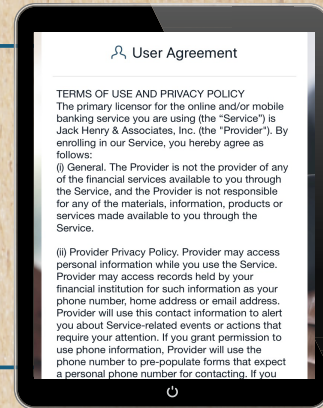 User Agreement
TERMS OF USE AND PRIVACY POLICY
The primary licensor for the online and/or mobile
banking service you are using (the “Service”) is
Jack Henry & Associates, Inc. (the "Provider"). By
enrolling in our Service, you hereby agree as
follows:
(i) General. The Provider is not the provider of any
of the financial services available to you through
the Service, and the Provider is not responsible
for any of the materials, information, products or
services made available to you through the
Service.
(ii) Provider Privacy Policy. Provider may access
personal information while you use the Service.
Provider may access records held by your
financial institution for such information as your
phone number, home address or email address.
Provider will use this contact information to alert
you about Service-related events or actions that
require your attention. If you grant permission to
use phone information, Provider will use the
phone number to pre-populate forms that expect
a personal phone number for contacting. If you